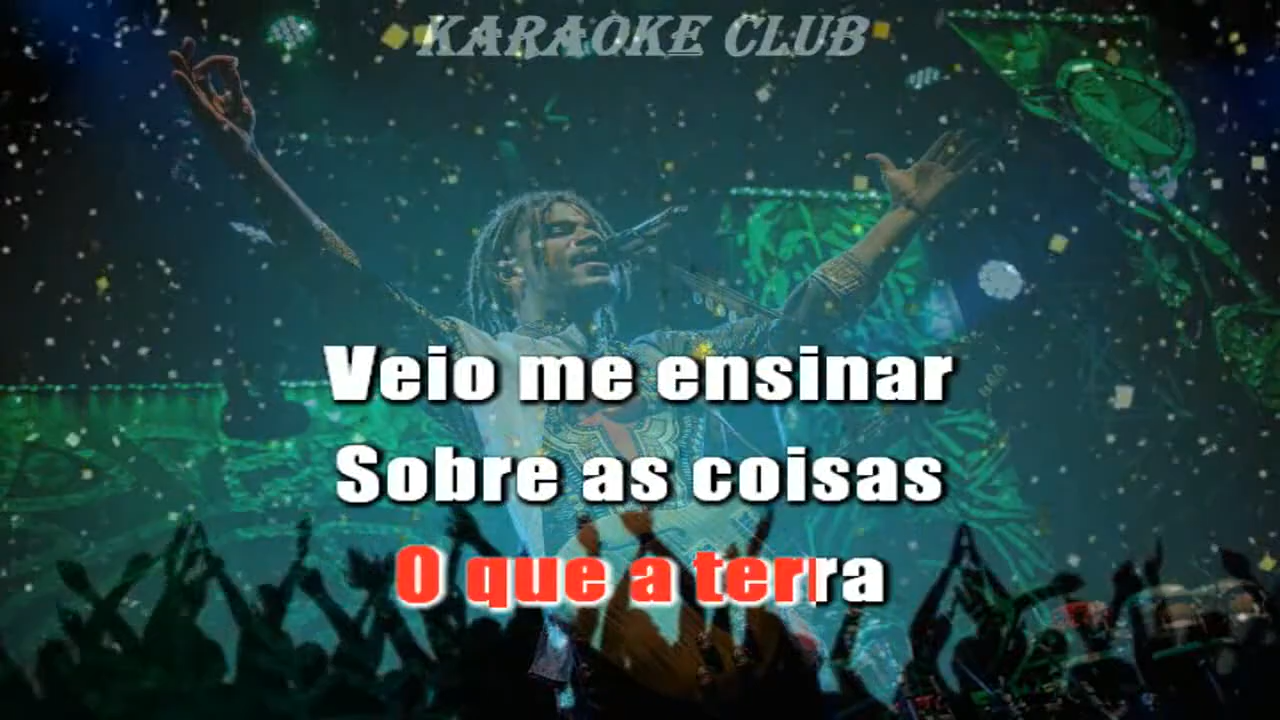 KARAOKE CLUB
Veio me ensinar
Sobre as coisas
O que a terra